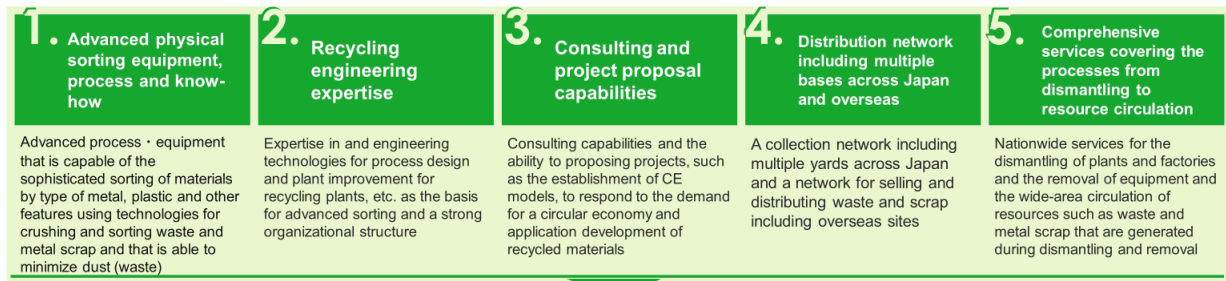 1.
Advanced physical
sorting equipment,
process and know-
how
Advanced process・equipment
that is capable of the
sophisticated sorting of materials
by type of metal, plastic and other
features using technologies for
crushing and sorting waste and
metal scrap and that is able to
minimize dust (waste)
2.
Recycling
engineering
expertise
Expertise in and engineering
technologies for process design
and plant improvement for
recycling plants, etc. as the basis
for advanced sorting and a strong
organizational structure
3.
Consulting and
project proposal
capabilities
Consulting capabilities and the
ability to proposing projects, such
as the establishment of CE
models, to respond to the demand
for a circular economy and
application development of
recycled materials
4.
Distribution network
including multiple
bases across Japan
and overseas
A collection network including
multiple yards across Japan
and a network for selling and
distributing waste and scrap
including overseas sites
5.
Comprehensive
services covering the
processes from
dismantling to
resource circulation
Nationwide services for the
dismantling of plants and factories
and the removal of equipment and
the wide-area circulation of
resources such as waste and
metal scrap that are generated
during dismantling and removal